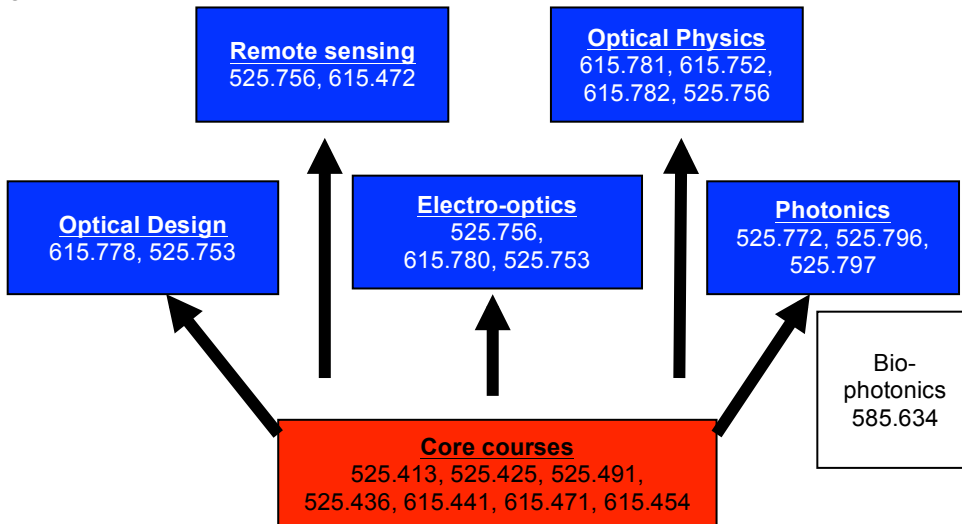 Remote sensing
525.756, 615.472
Optical Physics
615.781, 615.752,
615.782, 525.756
Optical Design
615.778, 525.753
Electro-optics
525.756,
615.780, 525.753
Photonics
525.772, 525.796,
525.797
Bio-
photonics
585.634
Core courses
525.413, 525.425, 525.491,
525.436, 615.441, 615.471, 615.454